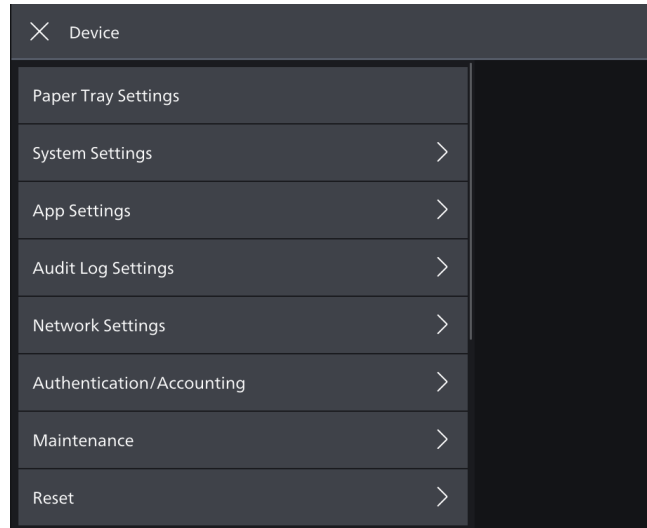 Device
Paper Tray Settings
System Settings
App Settings
Audit Log Settings
Network Settings
Authentication/Accounting
Maintenance
Reset